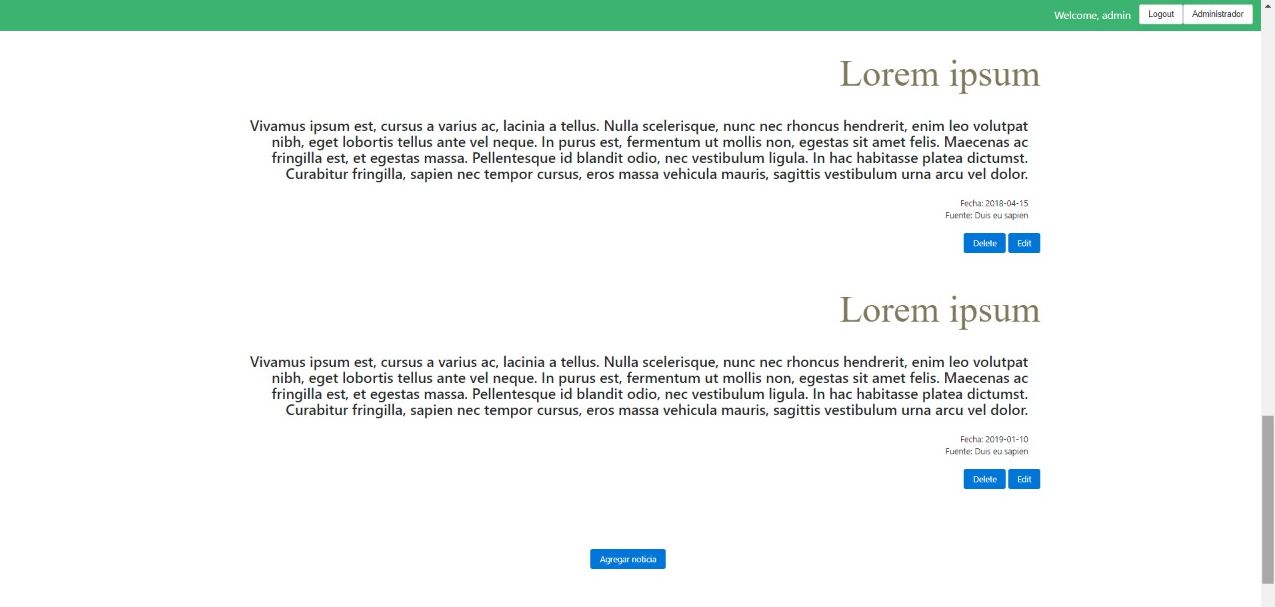 Welcome, admin Logout Administrador
Lorem ipsum
Vivamus ipsum est, cursus a varius ac, lacinia a tellus. Nulla scelerisque, nunc nec rhoncus hendrerit, enim leo volutpat
nibh, eget lobortis tellus ante vel neque. In purus est, fermentum ut mollis non, egestas sit amet felis. Maecenas ac
fringilla est, et egestas massa. Pellentesque id blandit odio, nec vestibulum ligula. In hac habitasse platea dictumst.
Curabitur fringilla, sapien nec tempor cursus, eros massa vehicula mauris, sagittis vestibulum urna arcu vel dolor.
Fecha: 2018-04-15
Fuente: Duis eu sapien
Delete Edit
Lorem ipsum
Vivamus ipsum est, cursus a varius ac, lacinia a tellus. Nulla scelerisque, nunc nec rhoncus hendrerit, enim leo volutpat
nibh, eget lobortis tellus ante vel neque. In purus est, fermentum ut mollis non, egestas sit amet felis. Maecenas ac
fringilla est, et egestas massa. Pellentesque id blandit odio, nec vestibulum ligula. In hac habitasse platea dictumst.
Curabitur fringilla, sapien nec tempor cursus, eros massa vehicula mauris, sagittis vestibulum urna arcu vel dolor.
Fecha: 2019-01-10
Fuente: Duis eu sapien
Delete Edit
Agregar noticia